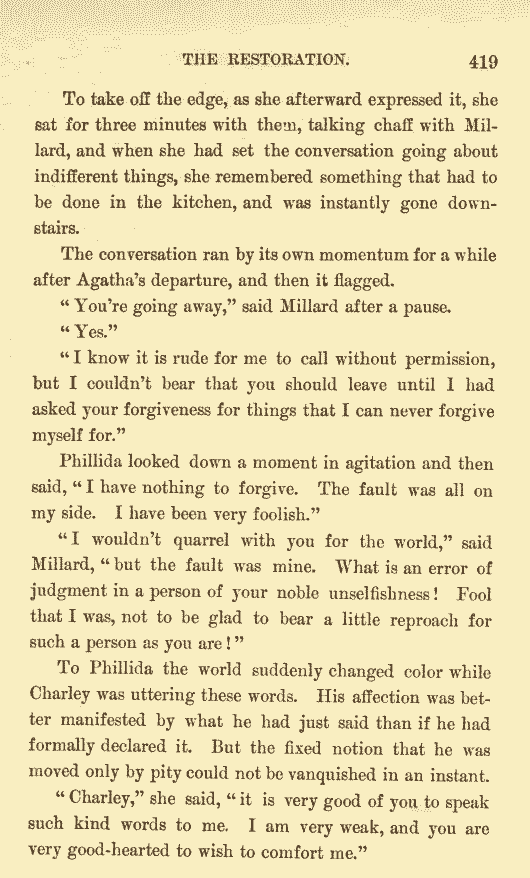 THE RESTORATION. 419
To take off the edge, as she afterward expressed it, she
sat for three minutes with them, talking chaff with Mil-
lard, and when she had set the conversation going about
indifferent things, she remembered something that had to
be done in the kitchen, and was instantly gone down-
stairs.
The conversation ran by its own momentum for a while
after Agatha's departure, and then it flagged.
“You're going away,” said Millard after a pause.
“Yes.”
“I know it is rude for me to call without permission,
but I couldn't bear that you should leave until I had
asked your forgiveness for things that I can never forgive
myself for.”
Phillida looked down a moment in agitation and then
said, “I have nothing to forgive. The fault was all on
my side. I have been very foolish.”
“I wouldn't quarrel with you for the world,” said
Millard, “but the fault was mine. What is an error of
judgment in a person of your noble unselfishness! Fool
that I was, not to be glad to bear a little reproach for
such a person as you are!”
To Phillida the world suddenly changed color while
Charley was uttering these words. His affection was bet-
ter manifested by what he had just said than if he had
formally declared it. But the fixed notion that he was
moved only by pity could not be vanquished in an instant.
“Charley,” she said, “it is very good of you to speak
such kind words to me. I am very weak, and you are
very good-hearted to wish to comfort me.”